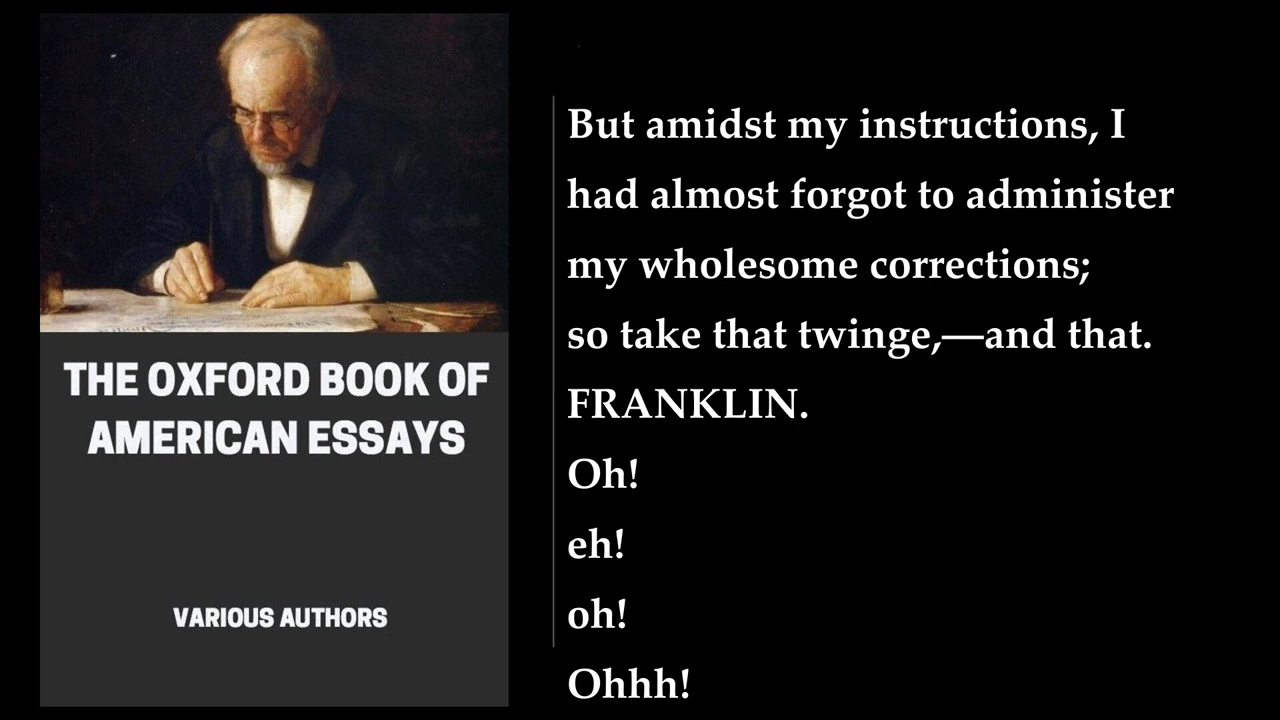 THE OXFORD BOOK OF
AMERICAN ESSAYS
VARIOUS AUTHORS
But amidst my instructions, I
had almost forgot to administer
my wholesome corrections;
so take that twinge,—and that.
FRANKLIN.
Oh!
eh!
oh!
Ohhh!